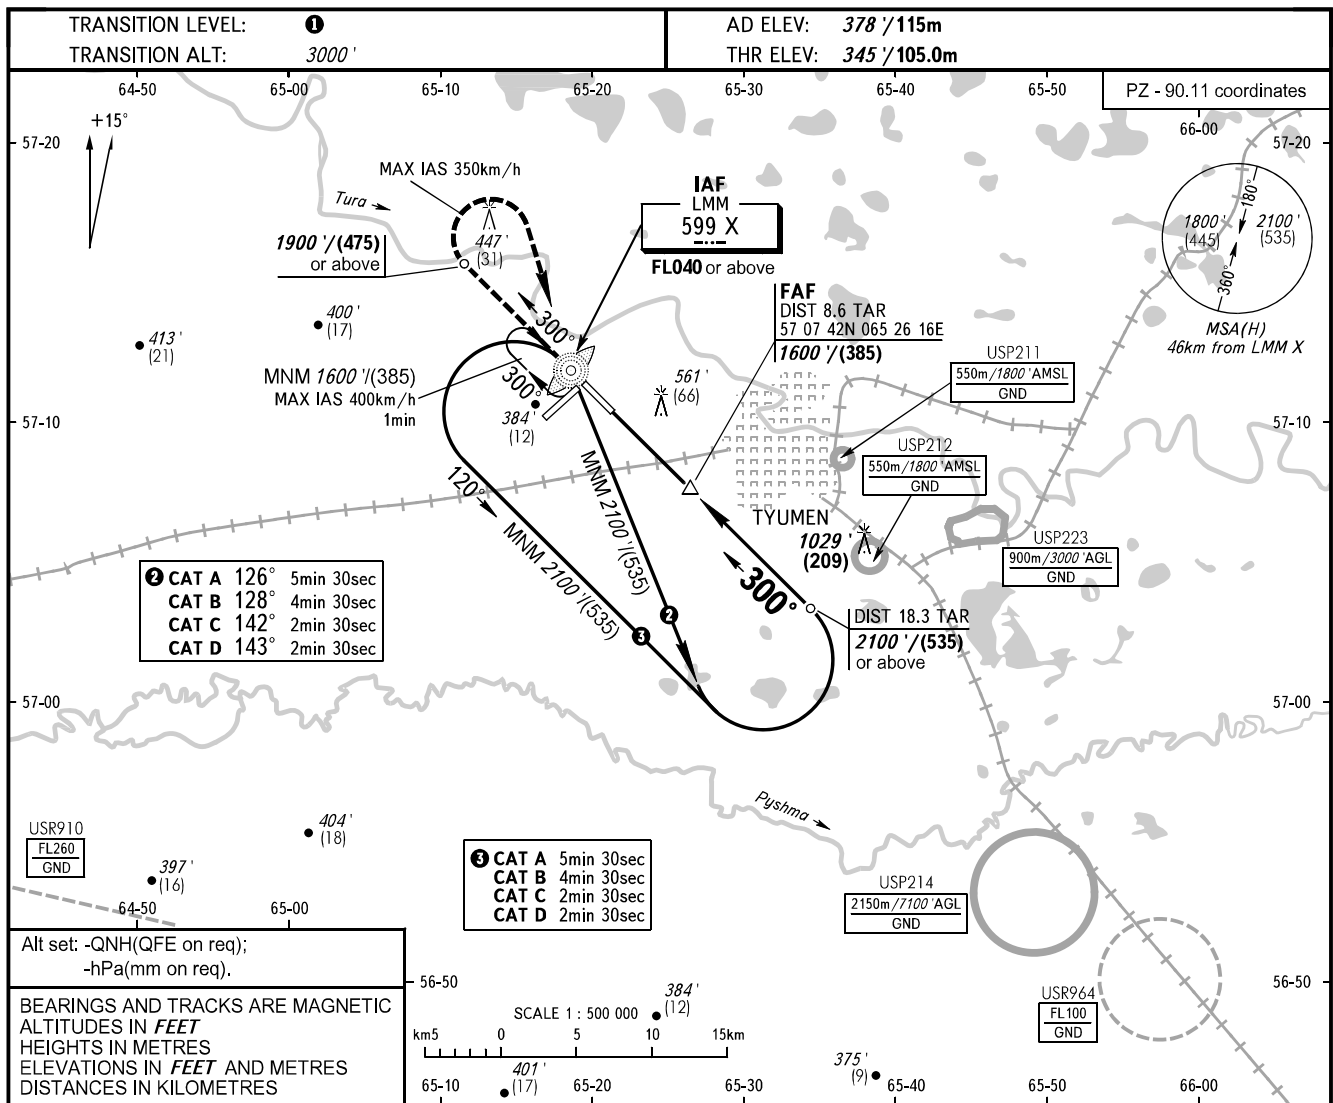 TRANSITION LEVEL: ❶
TRANSITION ALT: 3000 '
AD ELEV: 378 '/115m
THR ELEV: 345 '/105.0m
64-50 65-00 65-10 65-20 65-30 65-40 65-50
PZ - 90.11 coordinates
66-00
57-20 57-20
+15°
MAX IAS 350km/h
Tura
447 '
(31)
1900 '/(475)
or above
IAF
LMM
599 X
FL040 or above
300°
1800 '
(445)
2100 '
(535)
180°
360°
MSA(H)
46km from LMM X
FAF
DIST 8.6 TAR
57 07 42N 065 26 16E
1600 '/(385)
400 '
(17)
413 '
(21)
MNM 1600 '/(385)
MAX IAS 400km/h
1min
300°
384 '
(12)
561 '
(66)
USP211
550m/1800 'AMSL
GND
57-10 57-10
USP212
550m/1800 'AMSL
GND
120°
MNM 2100 '/(535)
MNM 2100 '/(535)
TYUMEN
1029 '
(209)
USP223
900m/3000 'AGL
GND
300°
❷ CAT A 126° 5min 30sec
CAT B 128° 4min 30sec
CAT C 142° 2min 30sec
CAT D 143° 2min 30sec
❷
❸
DIST 18.3 TAR
2100 '/(535)
or above
57-00 57-00
Pyshma
USR910
FL260
GND
404 '
(18)
397 '
(16)
❸ CAT A 5min 30sec
CAT B 4min 30sec
CAT C 2min 30sec
CAT D 2min 30sec
USP214
2150m/7100 'AGL
GND
64-50 65-00
Alt set: -QNH(QFE on req);
-hPa(mm on req).
56-50 56-50
BEARINGS AND TRACKS ARE MAGNETIC
ALTITUDES IN FEET
HEIGHTS IN METRES
ELEVATIONS IN FEET AND METRES
DISTANCES IN KILOMETRES
384 '
(12)
SCALE 1 : 500 000
km5 0 5 10 15km
USR964
FL100
GND
401 '
(17)
375 '
(9)
65-10 65-20 65-30 65-40 65-50 66-00